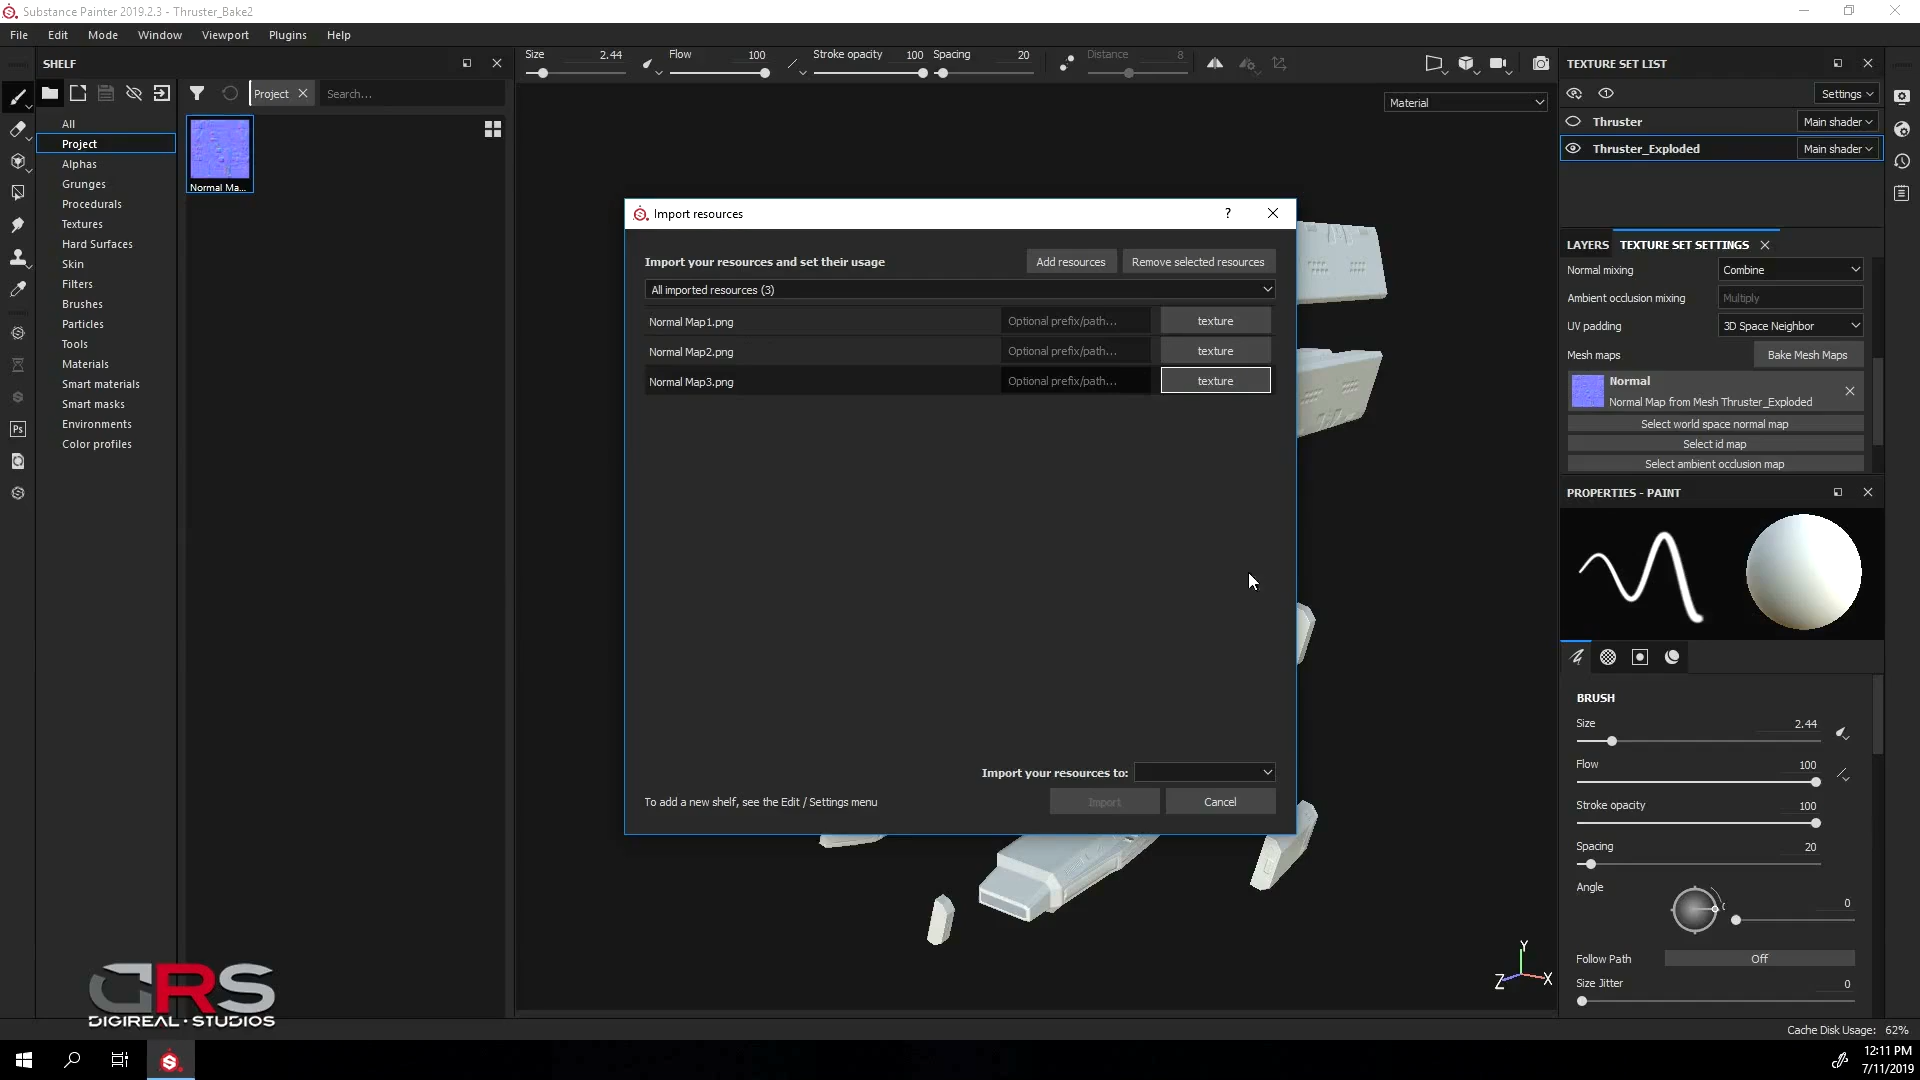 Substance Painter 2019.2.3 - Thruster_Bake2
File Edit Mode Window Viewport Plugins Help
SHELF
Size 2.44 Flow 100 Stroke opacity 100 Spacing 20 Distance 8
Project Search...
All
Project
Alphas
Grunges
Procedurals
Textures
Hard Surfaces
Skin
Filters
Brushes
Particles
Tools
Materials
Smart materials
Smart masks
Environments
Color profiles
Normal Ma...
Ps
Material
Import resources ?
Import your resources and set their usage Add resources Remove selected resources
All imported resources (3)
Normal Map1.png Optional prefix/path... texture
Normal Map2.png Optional prefix/path... texture
Normal Map3.png Optional prefix/path... texture
Import your resources to:
To add a new shelf, see the Edit / Settings menu Import Cancel
Y
Z X
TEXTURE SET LIST
Settings
Thruster Main shader
Thruster_Exploded Main shader
LAYERS TEXTURE SET SETTINGS
Normal mixing Combine
Ambient occlusion mixing Multiply
UV padding 3D Space Neighbor
Mesh maps Bake Mesh Maps
Normal
Normal Map from Mesh Thruster_Exploded
Select world space normal map
Select id map
Select ambient occlusion map
PROPERTIES - PAINT
BRUSH
Size 2.44
Flow 100
Stroke opacity 100
Spacing 20
Angle 0
Follow Path Off
Size Jitter 0
Cache Disk Usage: 62%
DRS
DIGIREAL·STUDIOS
12:11 PM
7/11/2019